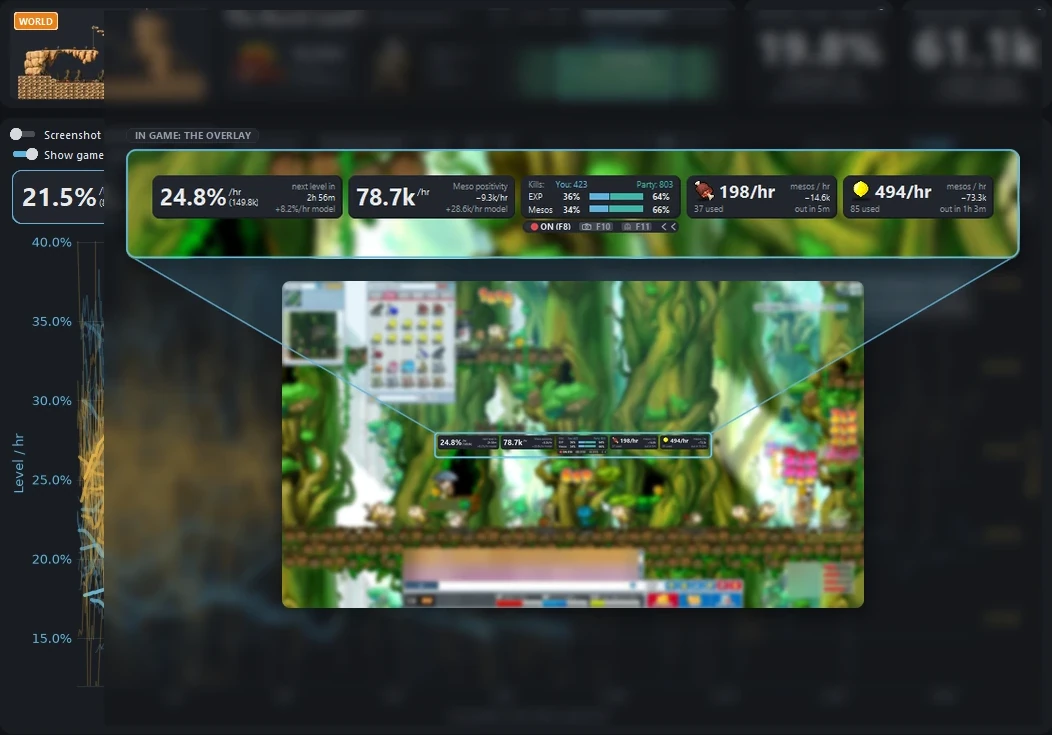 WORLD
19.8%
61.1k
Screenshot
Show game
IN GAME: THE OVERLAY
21.5%
24.8% /hr (149.8k)
next level in
2h 56m
+8.2%/hr model
78.7k /hr
Meso positivity
−9.3k/hr
+28.6k/hr model
Kills: You: 423 Party: 803
EXP 36% 64%
Mesos 34% 66%
198/hr
37 used
mesos / hr
−14.6k
out in 5m
494/hr
85 used
mesos / hr
−73.3k
out in 1h 3m
ON (F8) F10 F11
40.0%
35.0%
30.0%
25.0%
20.0%
15.0%
Level / hr
24.8%
78.7k
198/hr
494/hr